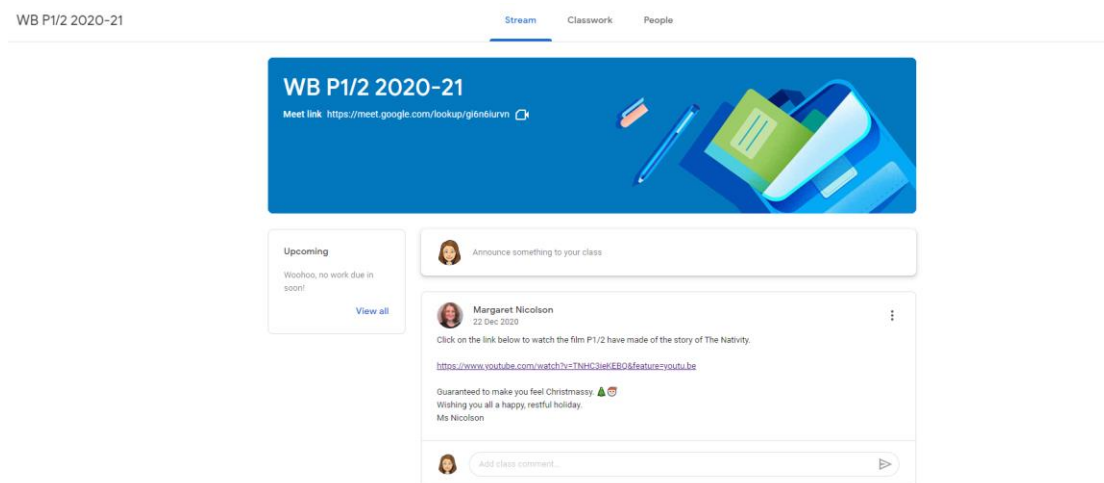 WB P1/2 2020-21
Stream Classwork People
WB P1/2 2020-21
Meet link https://meet.google.com/lookup/gi6n6iurvn
Upcoming
Woohoo, no work due in
soon!
View all
Announce something to your class
Margaret Nicolson
22 Dec 2020
Click on the link below to watch the film P1/2 have made of the story of The Nativity.
https://www.youtube.com/watch?v=TNHC3ieKEBQ&feature=youtu.be
Guaranteed to make you feel Christmassy. 🎄🎅
Wishing you all a happy, restful holiday.
Ms Nicolson
Add class comment...